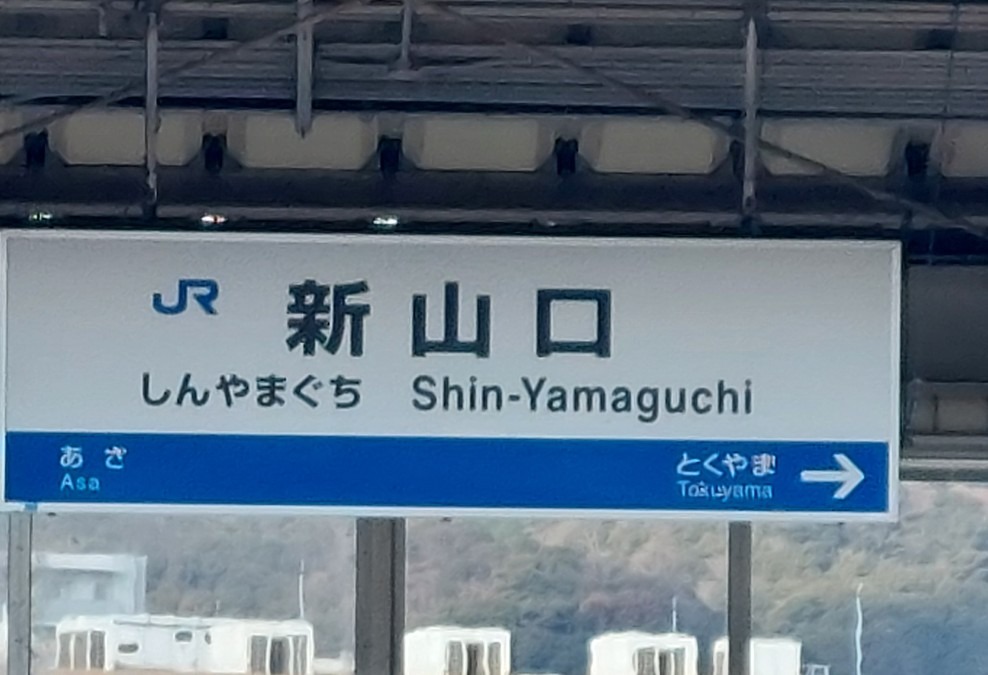 JR 新山口
しんやまぐち Shin-Yamaguchi
あさ とくやま →
Asa Tokuyama